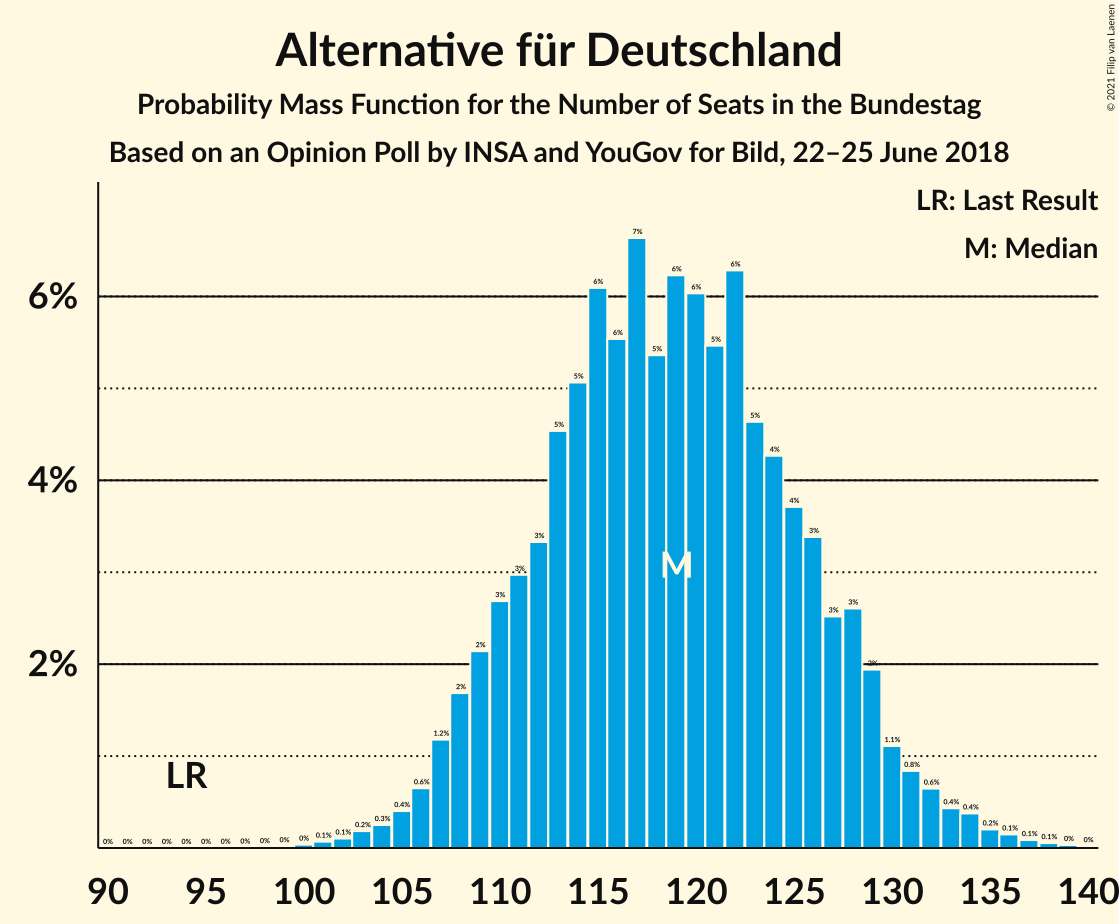 Alternative für Deutschland
Probability Mass Function for the Number of Seats in the Bundestag
Based on an Opinion Poll by INSA and YouGov for Bild, 22–25 June 2018
© 2021 Filip van Laenen
LR: Last Result
M: Median
6%
4%
2%
0% 0% 0% 0% 0% 0% 0% 0% 0% 0% 0% 0.1% 0.1% 0.2% 0.3% 0.4% 0.6% 1.2% 2% 2% 3% 3% 3% 5% 5% 6% 6% 7% 5% 6% 6% 5% 6% 5% 4% 4% 3% 3% 3% 2% 1.1% 0.8% 0.6% 0.4% 0.4% 0.2% 0.1% 0.1% 0.1% 0% 0%
M
LR
90 95 100 105 110 115 120 125 130 135 140